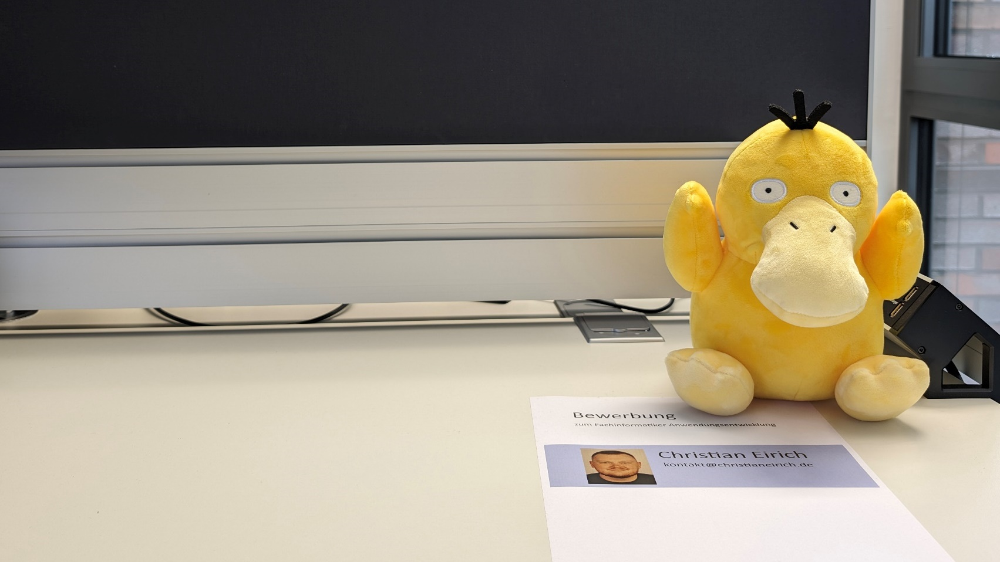 Bewerbung
zum Fachinformatiker Anwendungsentwicklung
Christian Eirich
kontakt@christianeirich.de